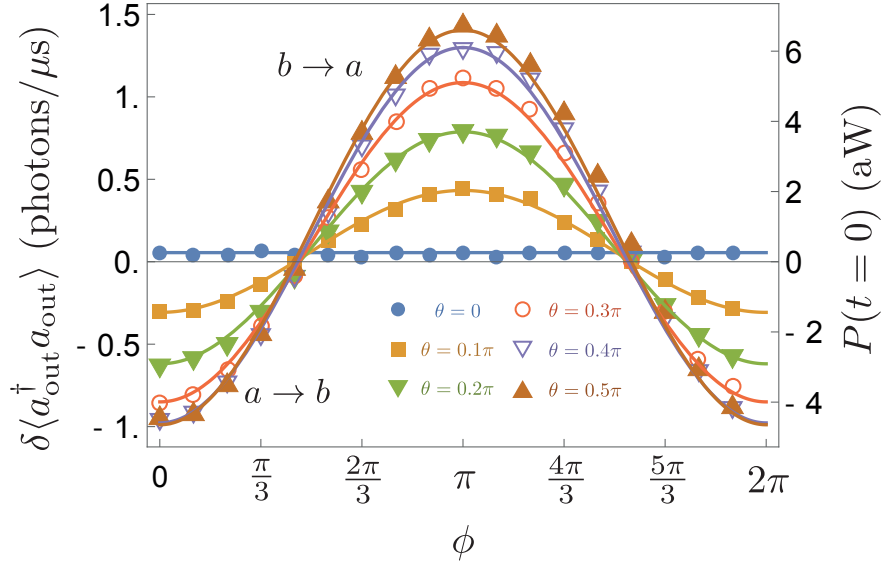 1.5
1.
0.5
0.
- 0.5
- 1.
δ⟨a†out aout⟩ (photons/μs)
b → a
a → b
θ = 0
θ = 0.3π
θ = 0.1π
θ = 0.4π
θ = 0.2π
θ = 0.5π
6
4
2
0
- 2
- 4
P(t = 0) (aW)
0
π/3
2π/3
π
4π/3
5π/3
2π
ϕ